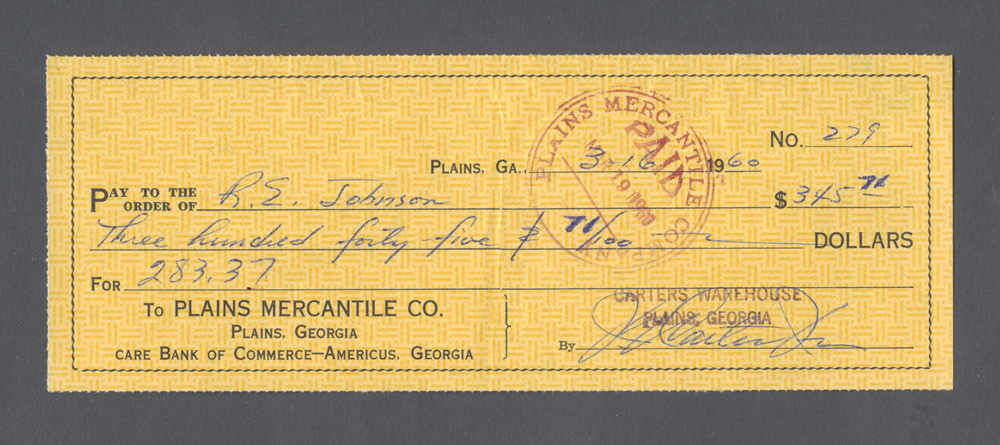 No. 279
PLAINS, GA. 3-16 1960
PAY TO THE ORDER OF R.E. Johnson $ 345 71
Three hundred forty five & 71/100 DOLLARS
FOR 283.37
TO PLAINS MERCANTILE CO.
PLAINS, GEORGIA
CARE BANK OF COMMERCE—AMERICUS, GEORGIA
CARTERS WAREHOUSE
PLAINS, GEORGIA
By
PLAINS MERCANTILE COMPANY
PAID